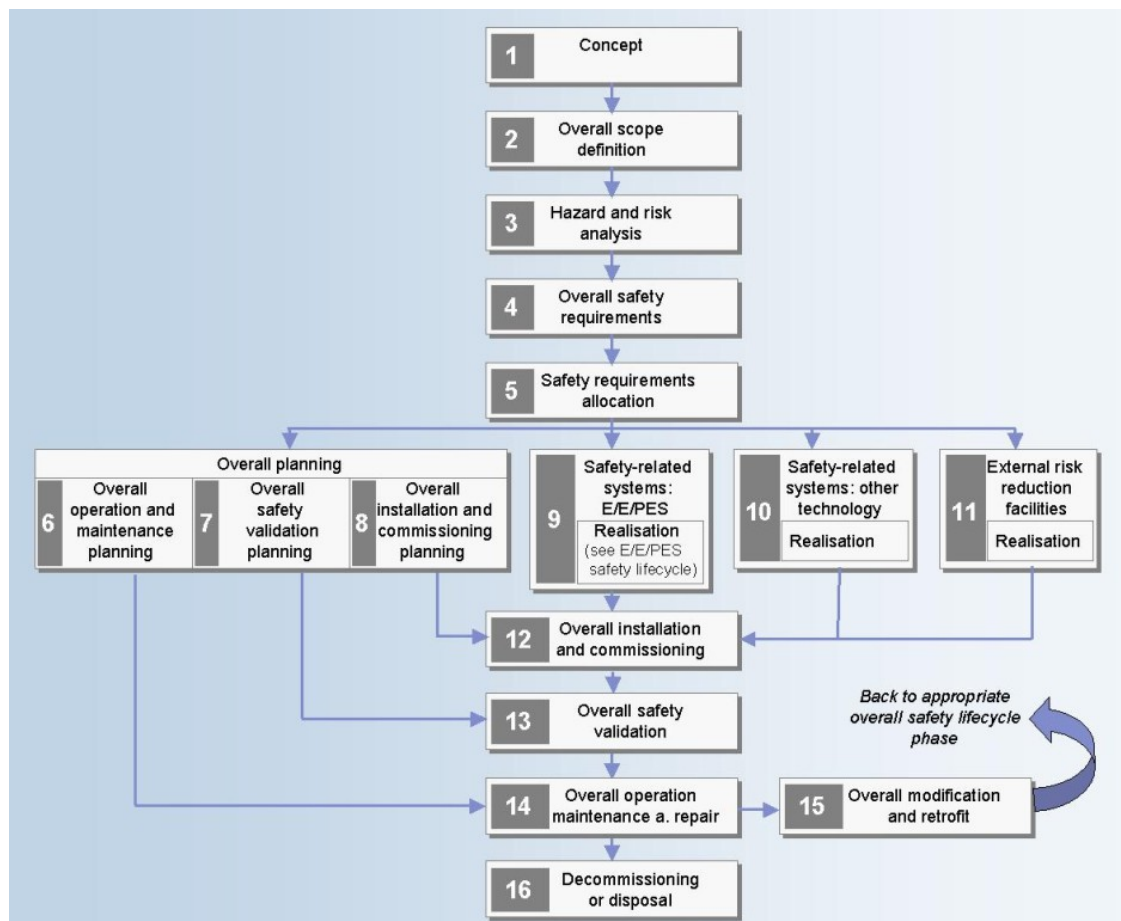 1
Concept
2
Overall scope
definition
3
Hazard and risk
analysis
4
Overall safety
requirements
5
Safety requirements
allocation
Overall planning
6
Overall
operation and
maintenance
planning
7
Overall
safety
validation
planning
8
Overall
installation and
commissioning
planning
9
Safety-related
systems:
E/E/PES
Realisation
(see E/E/PES
safety lifecycle)
10
Safety-related
systems: other
technology
Realisation
11
External risk
reduction
facilities
Realisation
12
Overall installation
and commissioning
13
Overall safety
validation
Back to appropriate
overall safety lifecycle
phase
14
Overall operation
maintenance a. repair
15
Overall modification
and retrofit
16
Decommissioning
or disposal